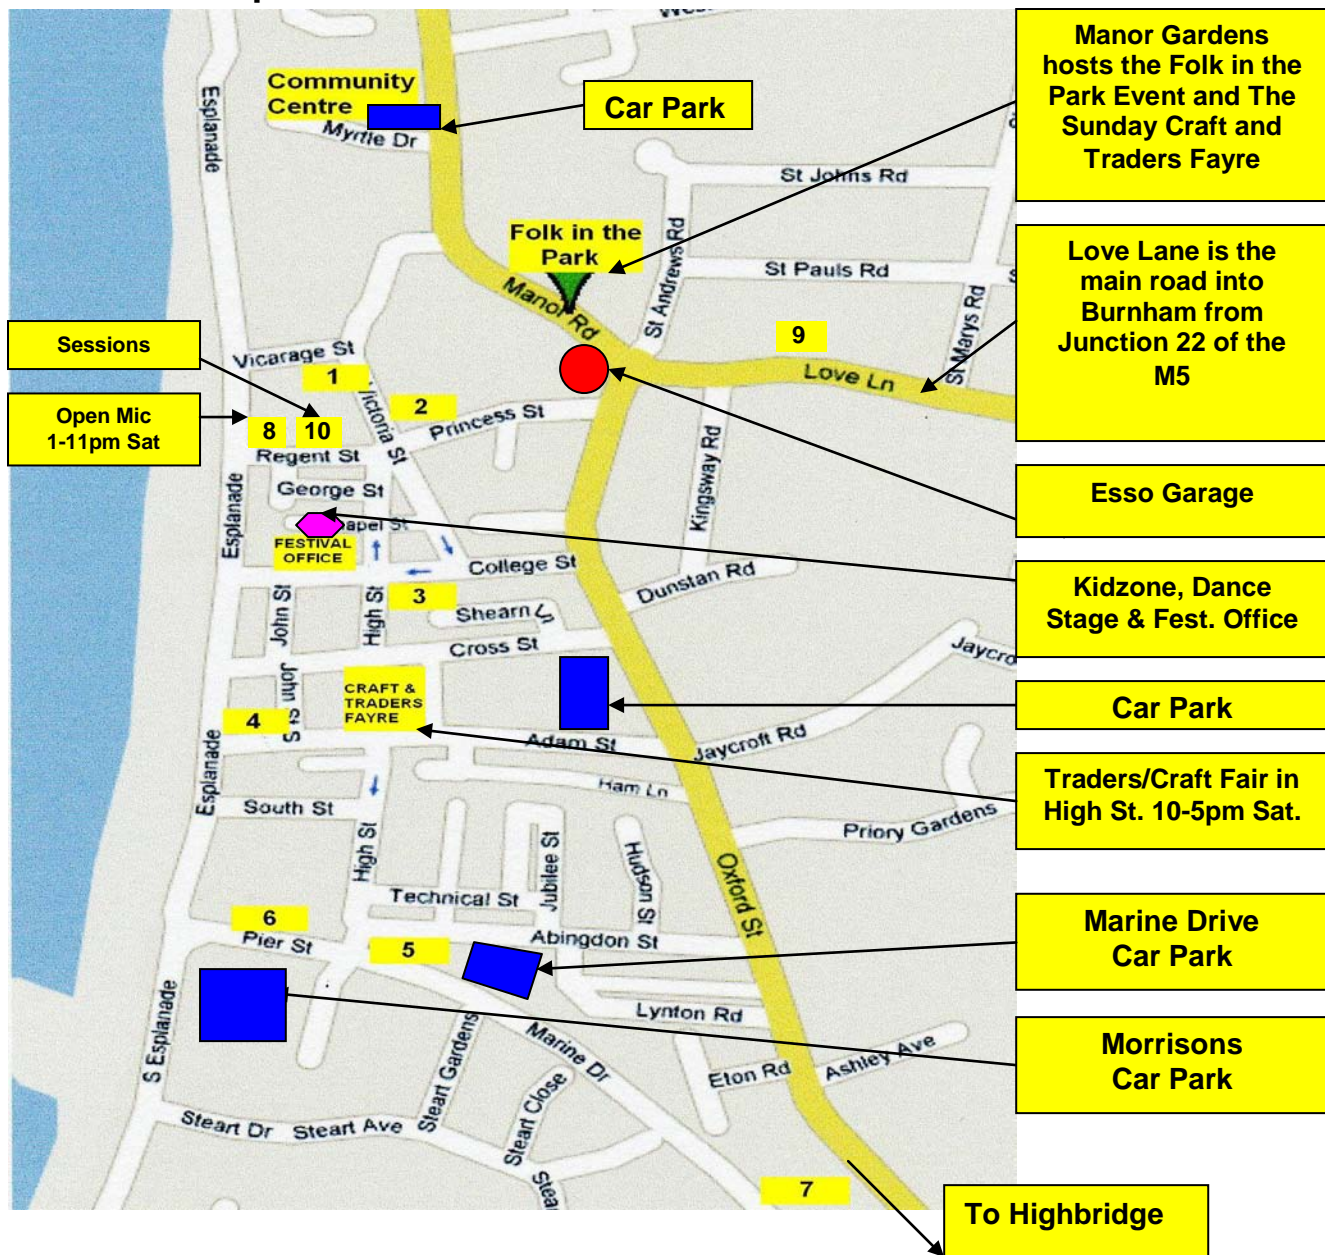 Community
Centre
Car Park
Manor Gardens
hosts the Folk in the
Park Event and The
Sunday Craft and
Traders Fayre
Esplanade
Myrtle Dr
St Johns Rd
Folk in the
Park
St Andrews Rd
St Pauls Rd
Manor Rd
St Marys Rd
Love Lane is the
main road into
Burnham from
Junction 22 of the
M5
Sessions
Vicarage St
9
Love Ln
1
Victoria St
2
Princess St
Open Mic
1-11pm Sat
8
10
Regent St
Kingsway Rd
Esso Garage
George St
Esplanade
apel St
FESTIVAL
OFFICE
College St
Dunstan Rd
Kidzone, Dance
Stage & Fest. Office
John St
High St
3
Shearn Ln
Cross St
Jaycro
John St S
CRAFT &
TRADERS
FAYRE
Car Park
4
Adam St
Jaycroft Rd
Esplanade
Ham Ln
Traders/Craft Fair in
High St. 10-5pm Sat.
South St
Priory Gardens
High St
Jubilee St
Hudson St
Oxford St
Technical St
6
Pier St
5
Abingdon St
Marine Drive
Car Park
S Esplanade
Lynton Rd
Steart Gardens
Marine Dr
Eton Rd
Ashley Ave
Morrisons
Car Park
Steart Dr
Steart Ave
Steart Close
Stea
7
To Highbridge